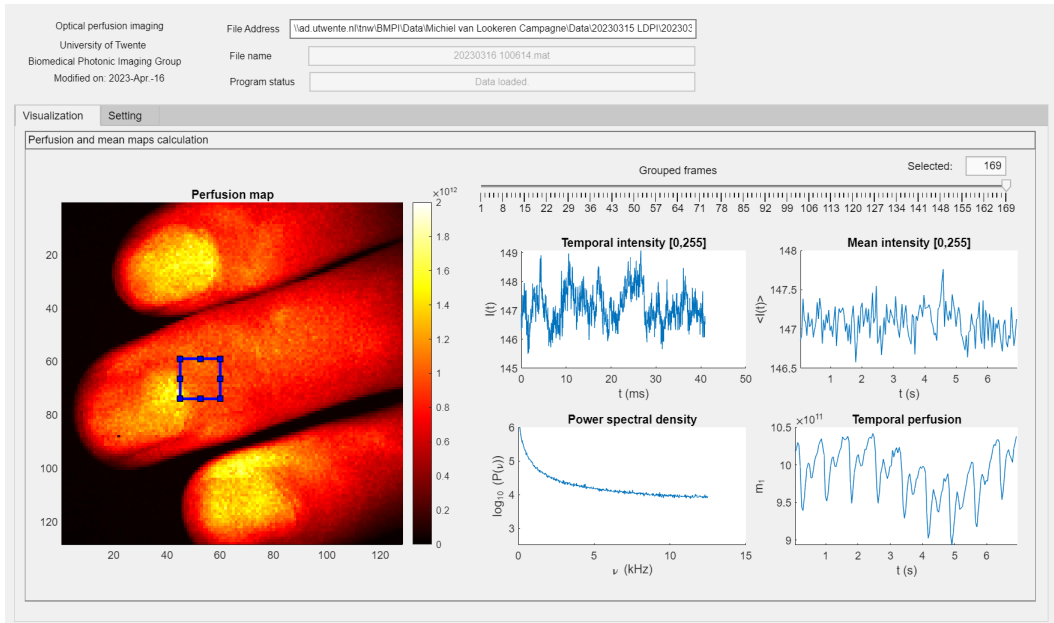 Optical perfusion imaging
University of Twente
Biomedical Photonic Imaging Group
Modified on: 2023-Apr.-16
File Address \\ad.utwente.nl\tnw\BMPI\Data\Michiel van Lookeren Campagne\Data\20230315 LDPI\202303
File name 20230316 100614.mat
Program status Data loaded.
Visualization Setting
Perfusion and mean maps calculation
Perfusion map
×10¹²
20
40
60
80
100
120
20 40 60 80 100 120
2
1.8
1.6
1.4
1.2
1
0.8
0.6
0.4
0.2
0
Grouped frames
Selected: 169
1 8 15 22 29 36 43 50 57 64 71 78 85 92 99 106 113 120 127 134 141 148 155 162 169
Temporal intensity [0,255]
I(t)
149
148
147
146
145
0 10 20 30 40 50
t (ms)
Mean intensity [0,255]
<I(t)>
148
147.5
147
146.5
1 2 3 4 5 6
t (s)
Power spectral density
log₁₀ (P(ν))
6
5
4
3
0 5 10 15
ν (kHz)
Temporal perfusion
×10¹¹
m₁
10.5
10
9.5
9
1 2 3 4 5 6
t (s)